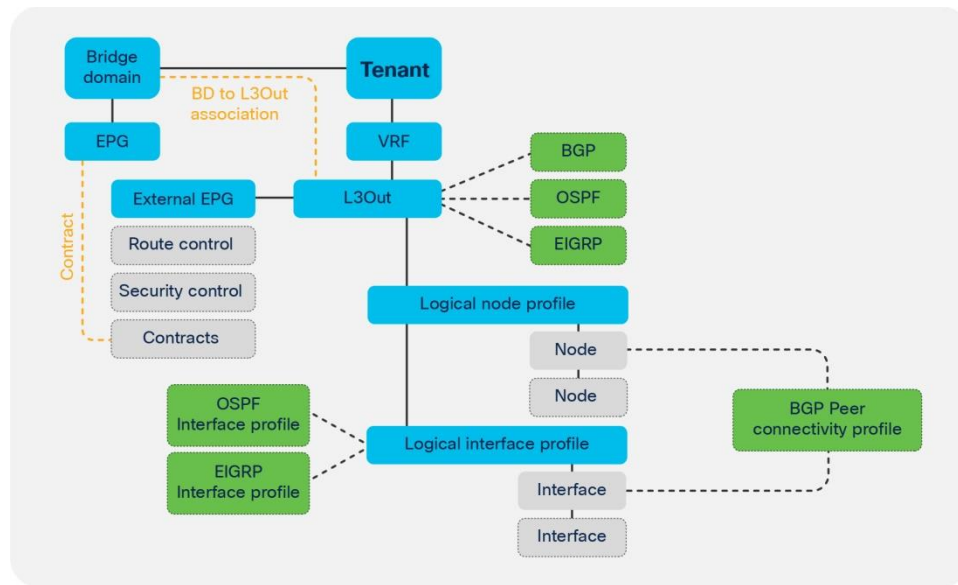 Bridge
domain
Tenant
BD to L3Out
association
EPG
VRF
BGP
External EPG
L3Out
OSPF
Route control
EIGRP
Contract
Security control
Logical node profile
Contracts
Node
Node
OSPF
Interface profile
BGP Peer
connectivity profile
Logical interface profile
EIGRP
Interface profile
Interface
Interface